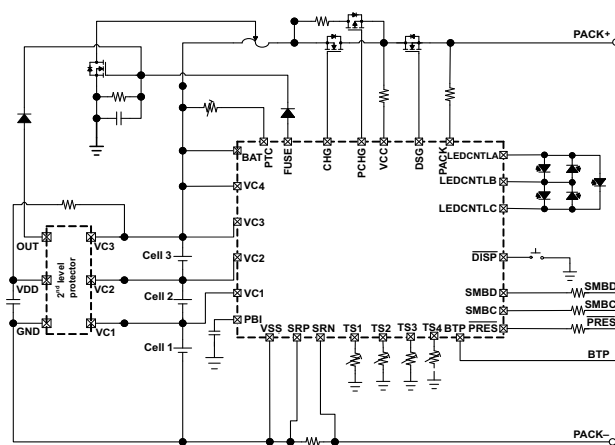 PACK+
BAT
PTC
FUSE
CHG
PCHG
VCC
DSG
PACK
LEDCNTLA
LEDCNTLB
LEDCNTLC
DISP
SMBD
SMBC
PRES
VC4
VC3
VC2
VC1
PBI
VSS
SRP
SRN
TS1
TS2
TS3
TS4
BTP
SMBD
SMBC
PRES
BTP
PACK–
OUT
VDD
GND
2nd level
protector
VC3
VC2
VC1
Cell 3
Cell 2
Cell 1